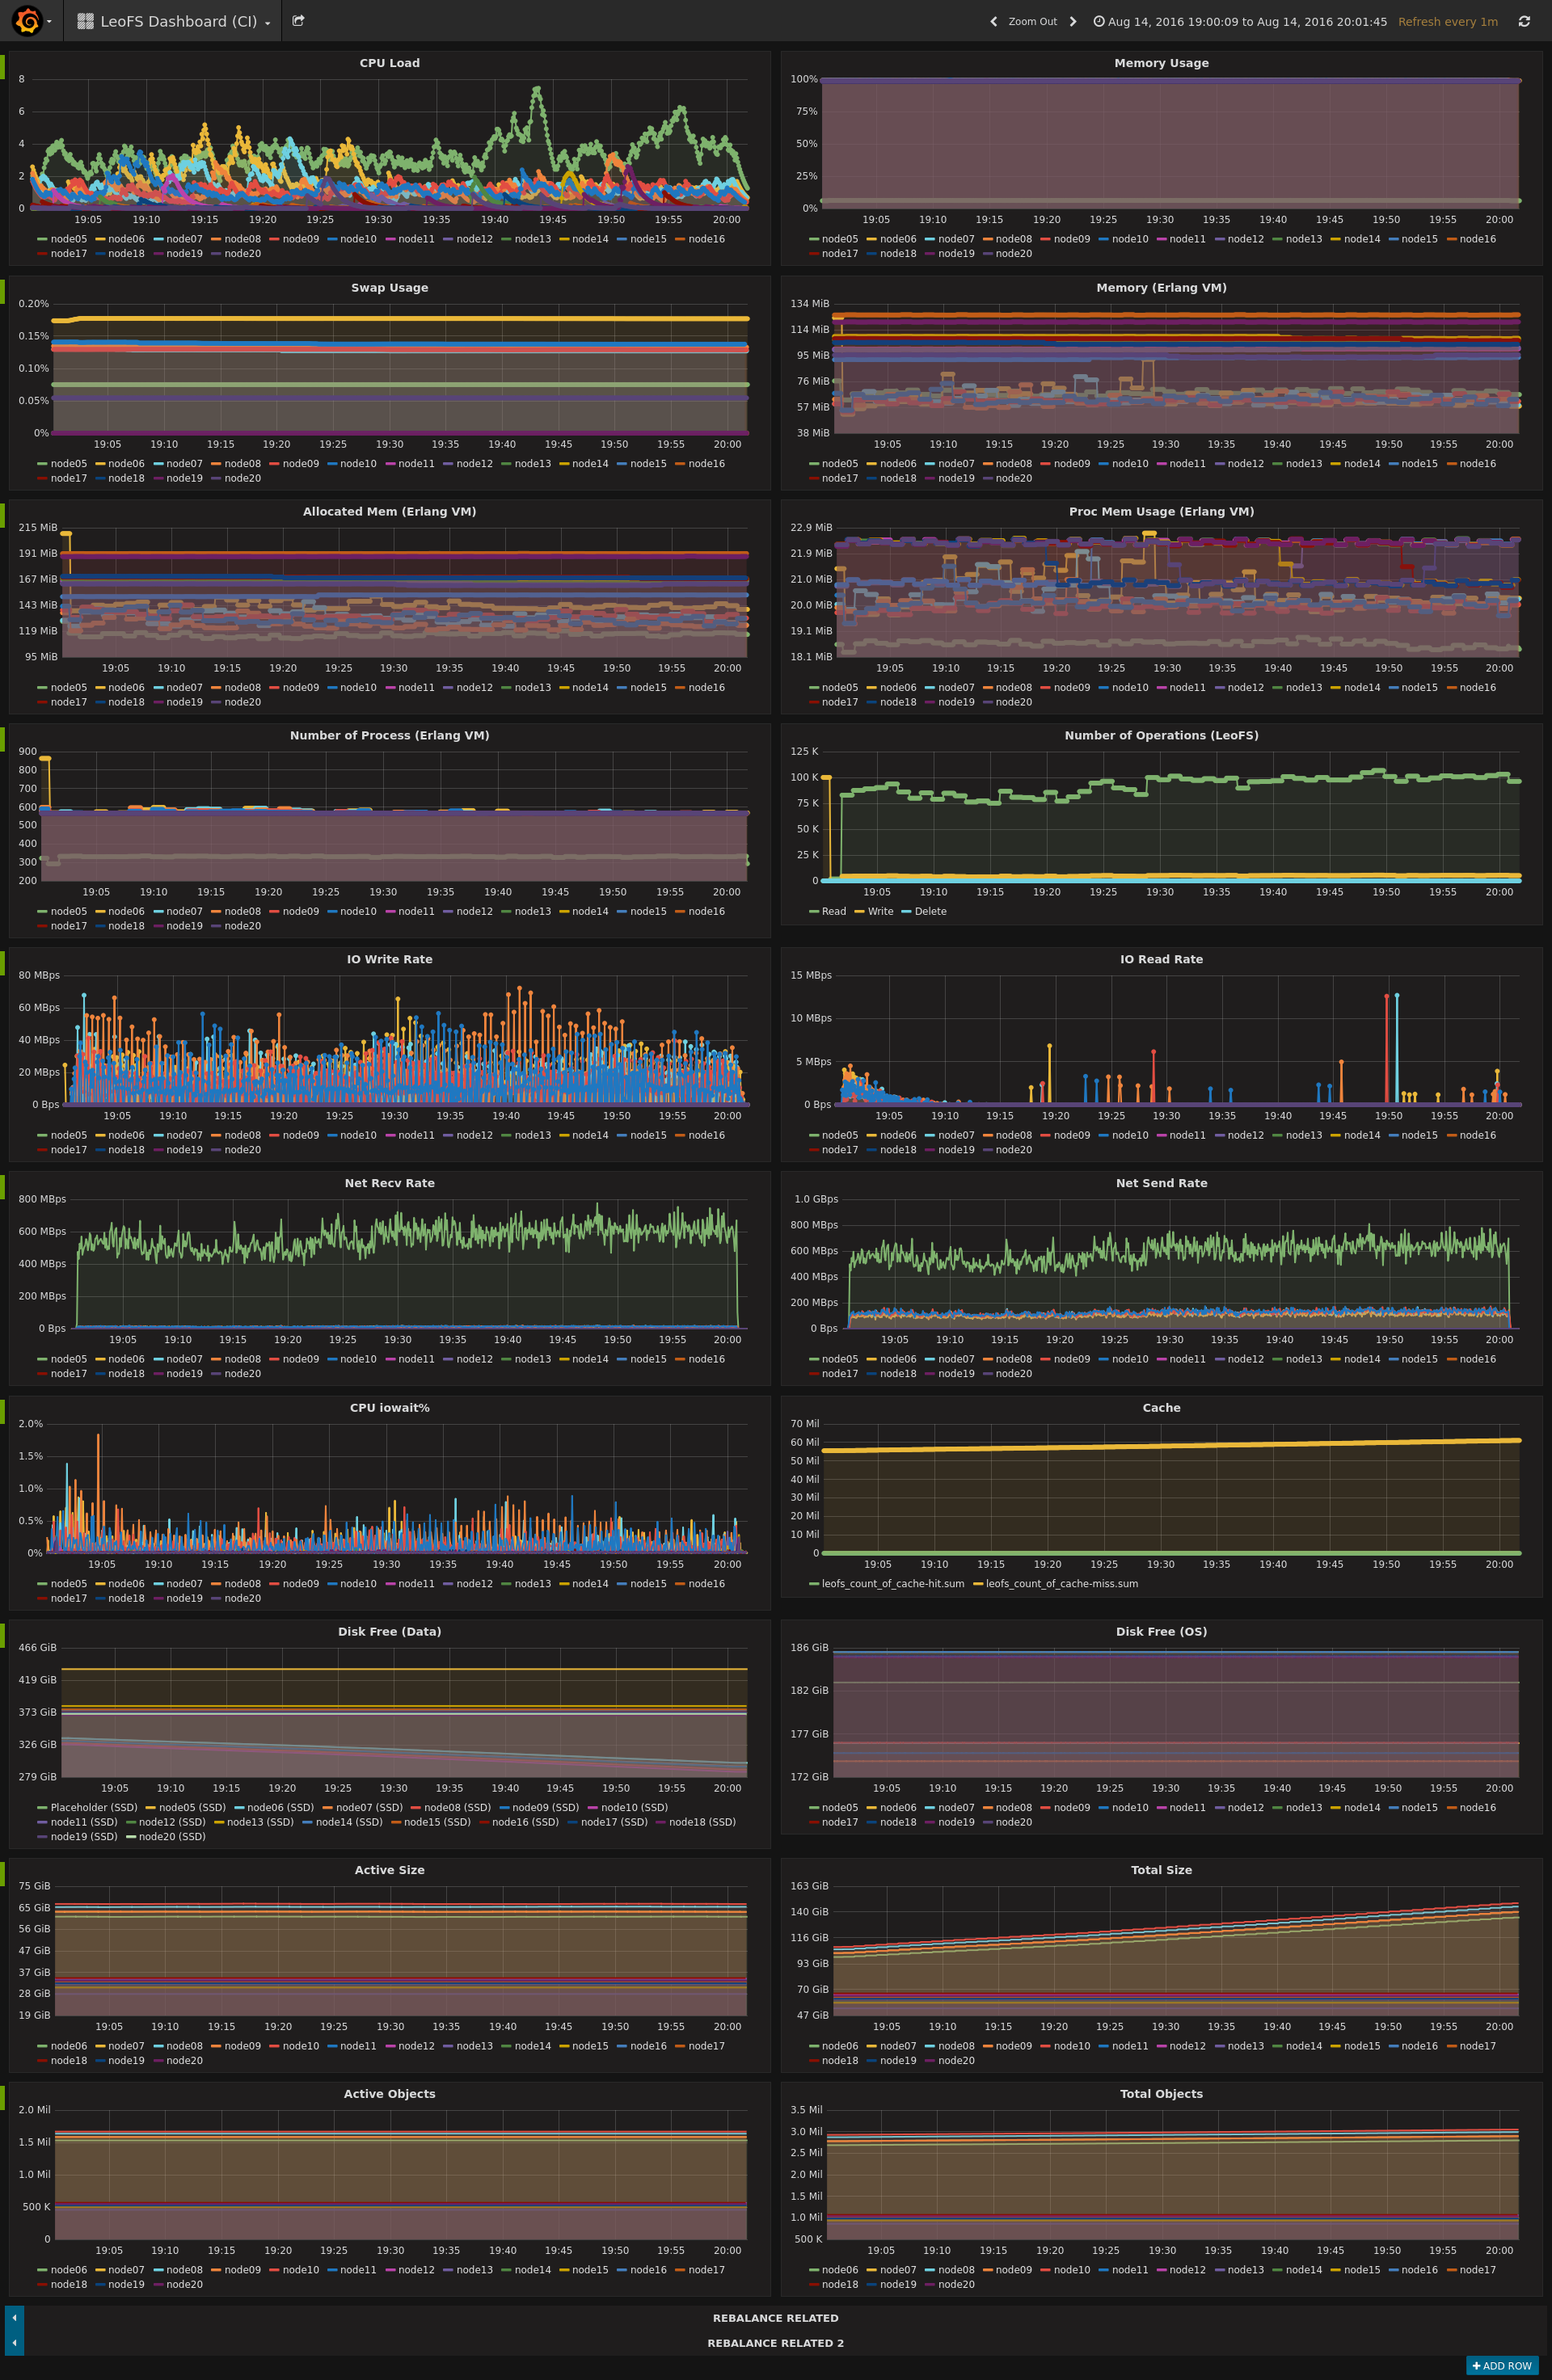 LeoFS Dashboard (CI)
Zoom Out
Aug 14, 2016 19:00:09 to Aug 14, 2016 20:01:45 Refresh every 1m
CPU Load
8
6
4
2
0
19:05 19:10 19:15 19:20 19:25 19:30 19:35 19:40 19:45 19:50 19:55 20:00
node05 node06 node07 node08 node09 node10 node11 node12 node13 node14 node15 node16
node17 node18 node19 node20
Memory Usage
100%
75%
50%
25%
0%
19:05 19:10 19:15 19:20 19:25 19:30 19:35 19:40 19:45 19:50 19:55 20:00
node05 node06 node07 node08 node09 node10 node11 node12 node13 node14 node15 node16
node17 node18 node19 node20
Swap Usage
0.20%
0.15%
0.10%
0.05%
0%
19:05 19:10 19:15 19:20 19:25 19:30 19:35 19:40 19:45 19:50 19:55 20:00
node05 node06 node07 node08 node09 node10 node11 node12 node13 node14 node15 node16
node17 node18 node19 node20
Memory (Erlang VM)
134 MiB
114 MiB
95 MiB
76 MiB
57 MiB
38 MiB
19:05 19:10 19:15 19:20 19:25 19:30 19:35 19:40 19:45 19:50 19:55 20:00
node05 node06 node07 node08 node09 node10 node11 node12 node13 node14 node15 node16
node17 node18 node19 node20
Allocated Mem (Erlang VM)
215 MiB
191 MiB
167 MiB
143 MiB
119 MiB
95 MiB
19:05 19:10 19:15 19:20 19:25 19:30 19:35 19:40 19:45 19:50 19:55 20:00
node05 node06 node07 node08 node09 node10 node11 node12 node13 node14 node15 node16
node17 node18 node19 node20
Proc Mem Usage (Erlang VM)
22.9 MiB
21.9 MiB
21.0 MiB
20.0 MiB
19.1 MiB
18.1 MiB
19:05 19:10 19:15 19:20 19:25 19:30 19:35 19:40 19:45 19:50 19:55 20:00
node05 node06 node07 node08 node09 node10 node11 node12 node13 node14 node15 node16
node17 node18 node19 node20
Number of Process (Erlang VM)
900
800
700
600
500
400
300
200
19:05 19:10 19:15 19:20 19:25 19:30 19:35 19:40 19:45 19:50 19:55 20:00
node05 node06 node07 node08 node09 node10 node11 node12 node13 node14 node15 node16
node17 node18 node19 node20
Number of Operations (LeoFS)
125 K
100 K
75 K
50 K
25 K
0
19:05 19:10 19:15 19:20 19:25 19:30 19:35 19:40 19:45 19:50 19:55 20:00
Read Write Delete
IO Write Rate
80 MBps
60 MBps
40 MBps
20 MBps
0 Bps
19:05 19:10 19:15 19:20 19:25 19:30 19:35 19:40 19:45 19:50 19:55 20:00
node05 node06 node07 node08 node09 node10 node11 node12 node13 node14 node15 node16
node17 node18 node19 node20
IO Read Rate
15 MBps
10 MBps
5 MBps
0 Bps
19:05 19:10 19:15 19:20 19:25 19:30 19:35 19:40 19:45 19:50 19:55 20:00
node05 node06 node07 node08 node09 node10 node11 node12 node13 node14 node15 node16
node17 node18 node19 node20
Net Recv Rate
800 MBps
600 MBps
400 MBps
200 MBps
0 Bps
19:05 19:10 19:15 19:20 19:25 19:30 19:35 19:40 19:45 19:50 19:55 20:00
node05 node06 node07 node08 node09 node10 node11 node12 node13 node14 node15 node16
node17 node18 node19 node20
Net Send Rate
1.0 GBps
800 MBps
600 MBps
400 MBps
200 MBps
0 Bps
19:05 19:10 19:15 19:20 19:25 19:30 19:35 19:40 19:45 19:50 19:55 20:00
node05 node06 node07 node08 node09 node10 node11 node12 node13 node14 node15 node16
node17 node18 node19 node20
CPU iowait%
2.0%
1.5%
1.0%
0.5%
0%
19:05 19:10 19:15 19:20 19:25 19:30 19:35 19:40 19:45 19:50 19:55 20:00
node05 node06 node07 node08 node09 node10 node11 node12 node13 node14 node15 node16
node17 node18 node19 node20
Cache
70 Mil
60 Mil
50 Mil
40 Mil
30 Mil
20 Mil
10 Mil
0
19:05 19:10 19:15 19:20 19:25 19:30 19:35 19:40 19:45 19:50 19:55 20:00
leofs_count_of_cache-hit.sum leofs_count_of_cache-miss.sum
Disk Free (Data)
466 GiB
419 GiB
373 GiB
326 GiB
279 GiB
19:05 19:10 19:15 19:20 19:25 19:30 19:35 19:40 19:45 19:50 19:55 20:00
Placeholder (SSD) node05 (SSD) node06 (SSD) node07 (SSD) node08 (SSD) node09 (SSD) node10 (SSD)
node11 (SSD) node12 (SSD) node13 (SSD) node14 (SSD) node15 (SSD) node16 (SSD) node17 (SSD) node18 (SSD)
node19 (SSD) node20 (SSD)
Disk Free (OS)
186 GiB
182 GiB
177 GiB
172 GiB
19:05 19:10 19:15 19:20 19:25 19:30 19:35 19:40 19:45 19:50 19:55 20:00
node05 node06 node07 node08 node09 node10 node11 node12 node13 node14 node15 node16
node17 node18 node19 node20
Active Size
75 GiB
65 GiB
56 GiB
47 GiB
37 GiB
28 GiB
19 GiB
19:05 19:10 19:15 19:20 19:25 19:30 19:35 19:40 19:45 19:50 19:55 20:00
node06 node07 node08 node09 node10 node11 node12 node13 node14 node15 node16 node17
node18 node19 node20
Total Size
163 GiB
140 GiB
116 GiB
93 GiB
70 GiB
47 GiB
19:05 19:10 19:15 19:20 19:25 19:30 19:35 19:40 19:45 19:50 19:55 20:00
node06 node07 node08 node09 node10 node11 node12 node13 node14 node15 node16 node17
node18 node19 node20
Active Objects
2.0 Mil
1.5 Mil
1.0 Mil
500 K
0
19:05 19:10 19:15 19:20 19:25 19:30 19:35 19:40 19:45 19:50 19:55 20:00
node06 node07 node08 node09 node10 node11 node12 node13 node14 node15 node16 node17
node18 node19 node20
Total Objects
3.5 Mil
3.0 Mil
2.5 Mil
2.0 Mil
1.5 Mil
1.0 Mil
500 K
19:05 19:10 19:15 19:20 19:25 19:30 19:35 19:40 19:45 19:50 19:55 20:00
node06 node07 node08 node09 node10 node11 node12 node13 node14 node15 node16 node17
node18 node19 node20
REBALANCE RELATED
REBALANCE RELATED 2
+ ADD ROW